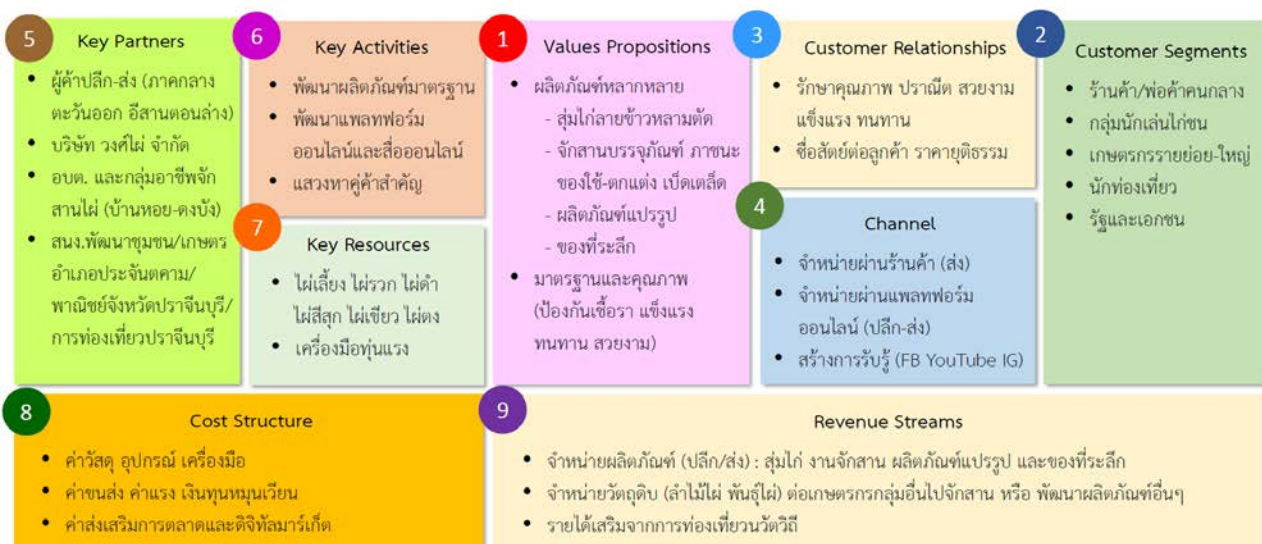 5
Key Partners
• ผู้ค้าปลีก-ส่ง (ภาคกลาง
ตะวันออก อีสานตอนล่าง)
• บริษัท วงศ์ไผ่ จำกัด
• อบต. และกลุ่มอาชีพจัก
สานไผ่ (บ้านหอย-ดงบัง)
• สนง.พัฒนาชุมชน/เกษตร
อำเภอประจันตคาม/
พาณิชย์จังหวัดปราจีนบุรี/
การท่องเที่ยวปราจีนบุรี
6
Key Activities
• พัฒนาผลิตภัณฑ์มาตรฐาน
• พัฒนาแพลทฟอร์ม
ออนไลน์และสื่อออนไลน์
• แสวงหาคู่ค้าสำคัญ
7
Key Resources
• ไผ่เลี้ยง ไผ่รวก ไผ่ดำ
ไผ่สีสุก ไผ่เขียว ไผ่ตง
• เครื่องมือทุ่นแรง
1
Values Propositions
• ผลิตภัณฑ์หลากหลาย
- สุ่มไก่ลายข้าวหลามตัด
- จักสานบรรจุภัณฑ์ ภาชนะ
ของใช้-ตกแต่ง เบ็ดเตล็ด
- ผลิตภัณฑ์แปรรูป
- ของที่ระลึก
• มาตรฐานและคุณภาพ
(ป้องกันเชื้อรา แข็งแรง
ทนทาน สวยงาม)
3
Customer Relationships
• รักษาคุณภาพ ปราณีต สวยงาม
แข็งแรง ทนทาน
• ซื่อสัตย์ต่อลูกค้า ราคายุติธรรม
4
Channel
• จำหน่ายผ่านร้านค้า (ส่ง)
• จำหน่ายผ่านแพลทฟอร์ม
ออนไลน์ (ปลีก-ส่ง)
• สร้างการรับรู้ (FB YouTube IG)
2
Customer Segments
• ร้านค้า/พ่อค้าคนกลาง
• กลุ่มนักเล่นไก่ชน
• เกษตรกรรายย่อย-ใหญ่
• นักท่องเที่ยว
• รัฐและเอกชน
8
Cost Structure
• ค่าวัสดุ อุปกรณ์ เครื่องมือ
• ค่าขนส่ง ค่าแรง เงินทุนหมุนเวียน
• ค่าส่งเสริมการตลาดและดิจิทัลมาร์เก็ต
9
Revenue Streams
• จำหน่ายผลิตภัณฑ์ (ปลีก/ส่ง) : สุ่มไก่ งานจักสาน ผลิตภัณฑ์แปรรูป และของที่ระลึก
• จำหน่ายวัตถุดิบ (ลำไม้ไผ่ พันธุ์ไผ่) ต่อเกษตรกรกลุ่มอื่นไปจักสาน หรือ พัฒนาผลิตภัณฑ์อื่นๆ
• รายได้เสริมจากการท่องเที่ยวนวัตวิถี